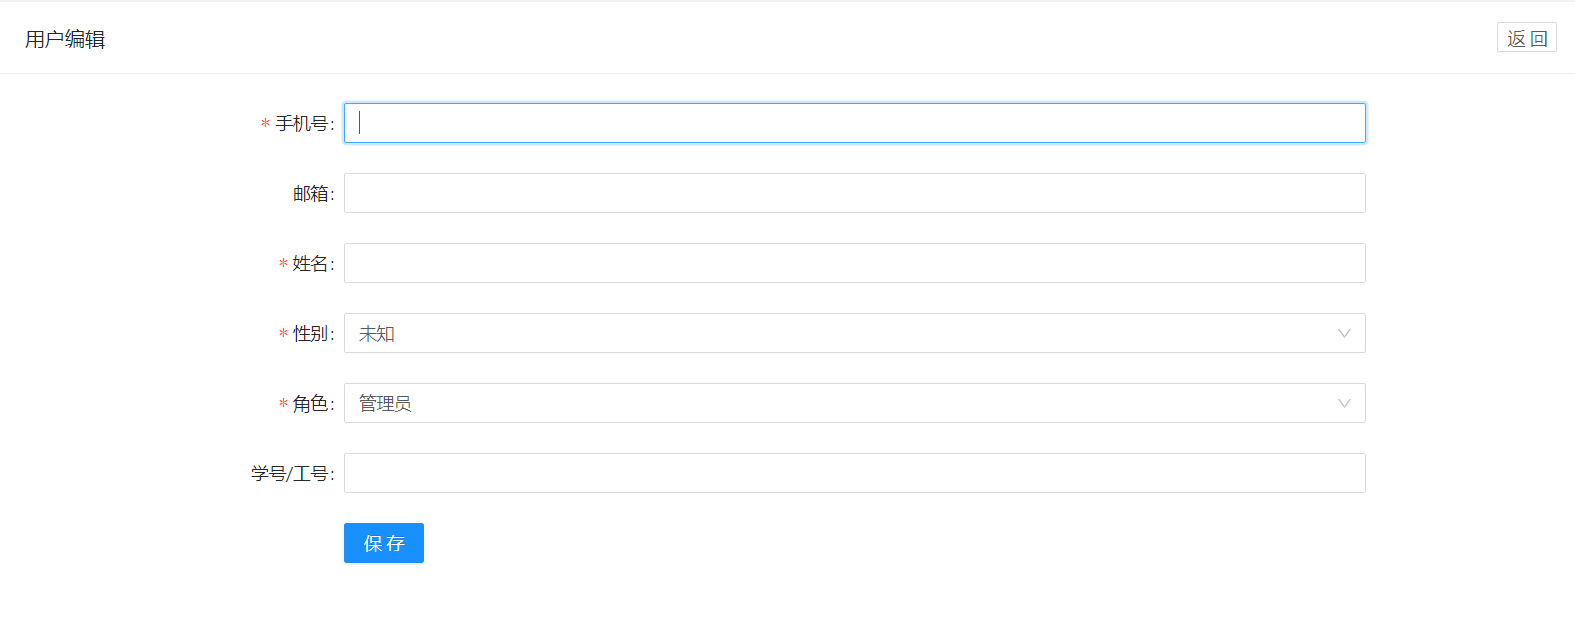 用户编辑
返 回
* 手机号:
邮箱:
* 姓名:
* 性别: 未知
* 角色: 管理员
学号/工号:
保 存